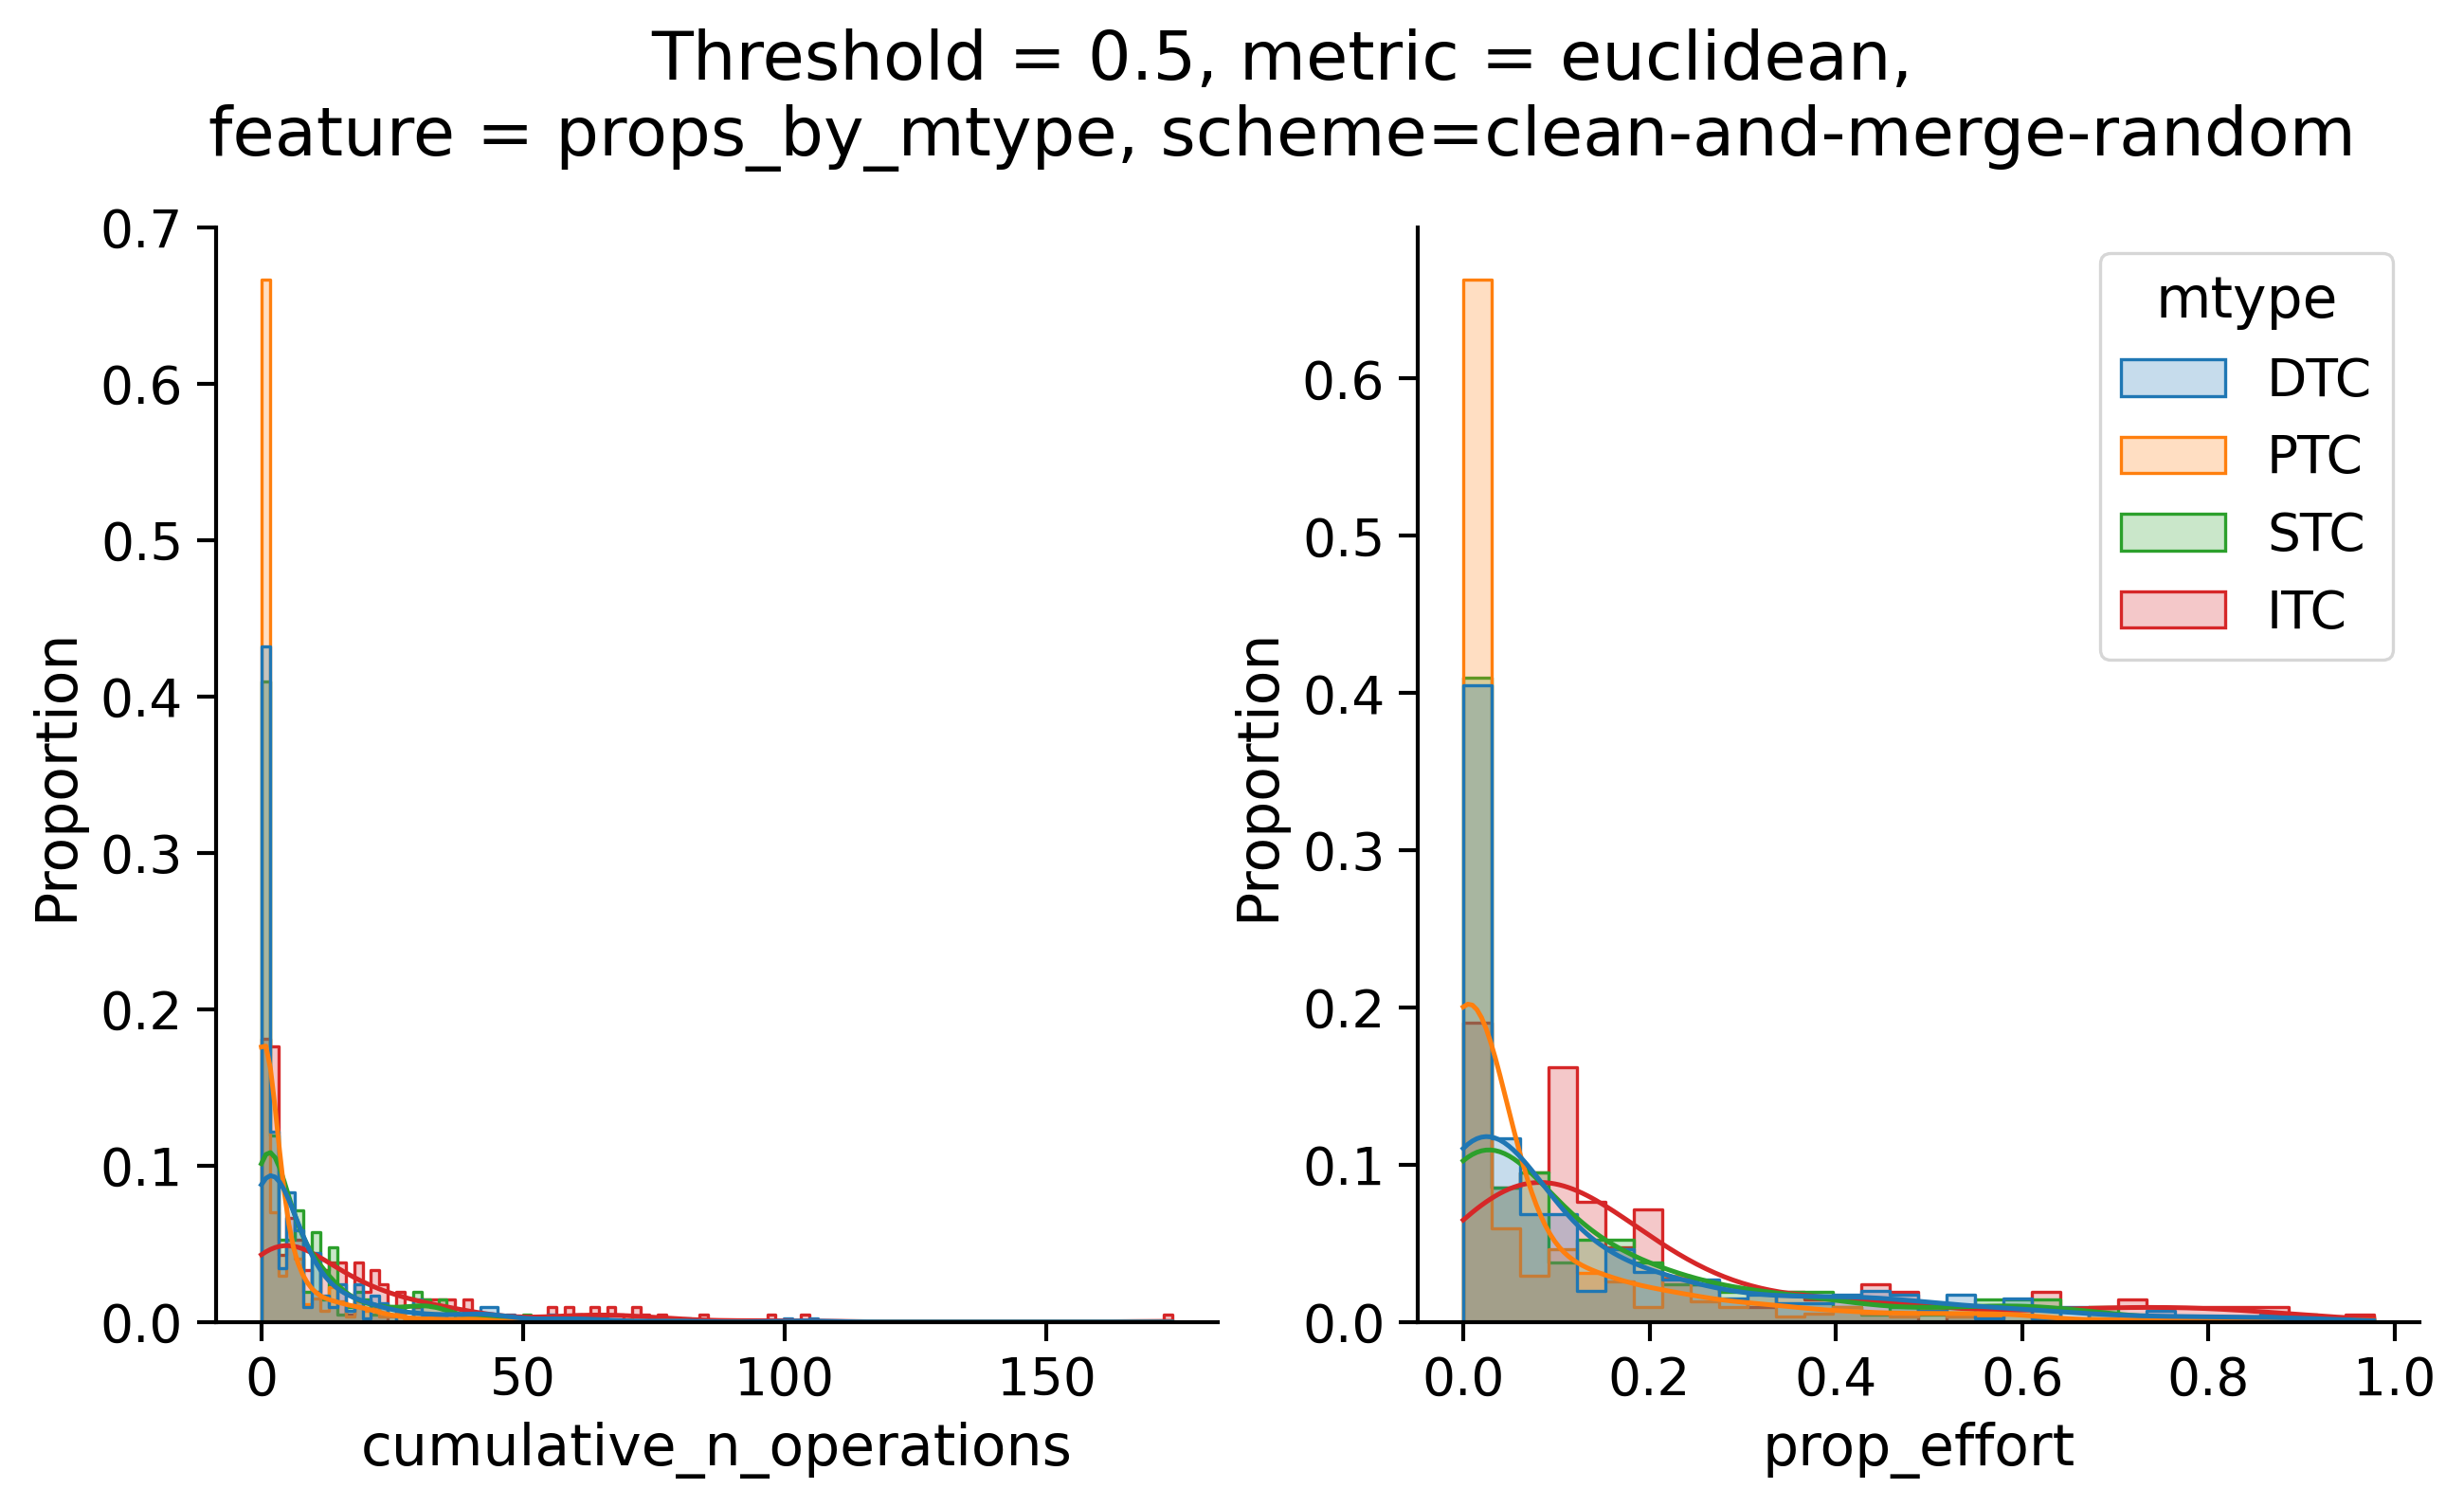 Threshold = 0.5, metric = euclidean,
feature = props_by_mtype, scheme=clean-and-merge-random
0.7
0.6
0.5
0.4
0.3
0.2
0.1
0.0
Proportion
0
50
100
150
cumulative_n_operations
0.6
0.5
0.4
0.3
0.2
0.1
0.0
Proportion
0.0
0.2
0.4
0.6
0.8
1.0
prop_effort
mtype
DTC
PTC
STC
ITC